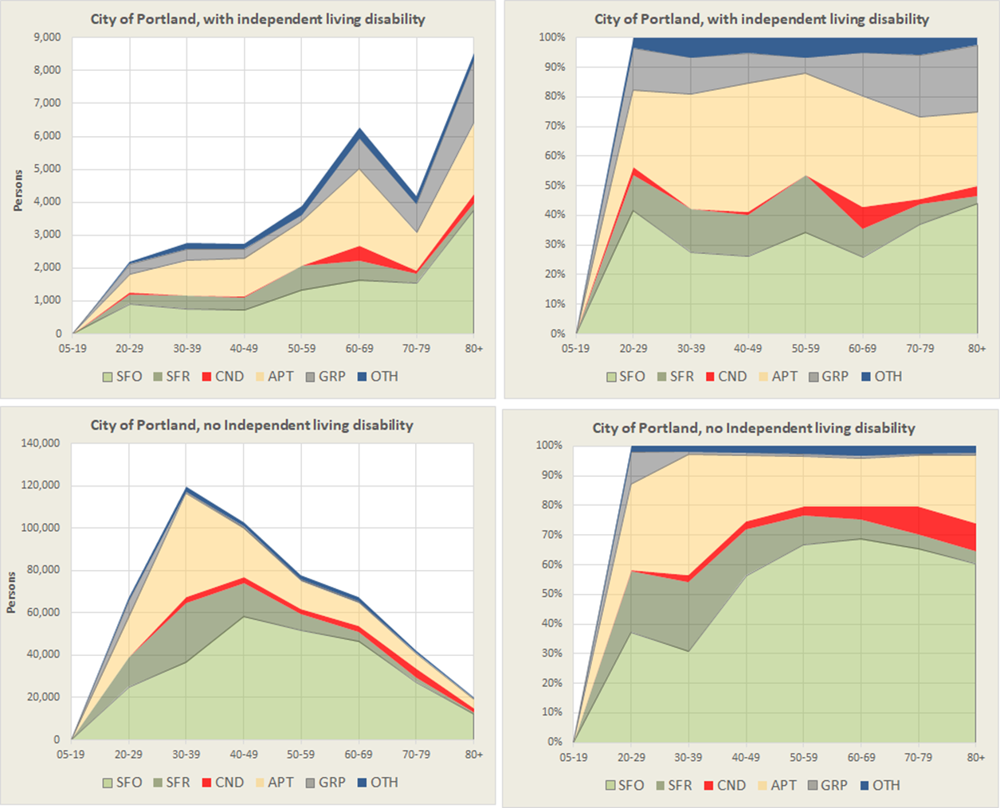 City of Portland, with independent living disability
9,000
8,000
7,000
6,000
5,000
4,000
3,000
2,000
1,000
0
Persons
05-19 20-29 30-39 40-49 50-59 60-69 70-79 80+
SFO SFR CND APT GRP OTH
City of Portland, with independent living disability
100%
90%
80%
70%
60%
50%
40%
30%
20%
10%
0%
05-19 20-29 30-39 40-49 50-59 60-69 70-79 80+
SFO SFR CND APT GRP OTH
City of Portland, no Independent living disability
140,000
120,000
100,000
80,000
60,000
40,000
20,000
0
Persons
05-19 20-29 30-39 40-49 50-59 60-69 70-79 80+
SFO SFR CND APT GRP OTH
City of Portland, no Independent living disability
100%
90%
80%
70%
60%
50%
40%
30%
20%
10%
0%
05-19 20-29 30-39 40-49 50-59 60-69 70-79 80+
SFO SFR CND APT GRP OTH